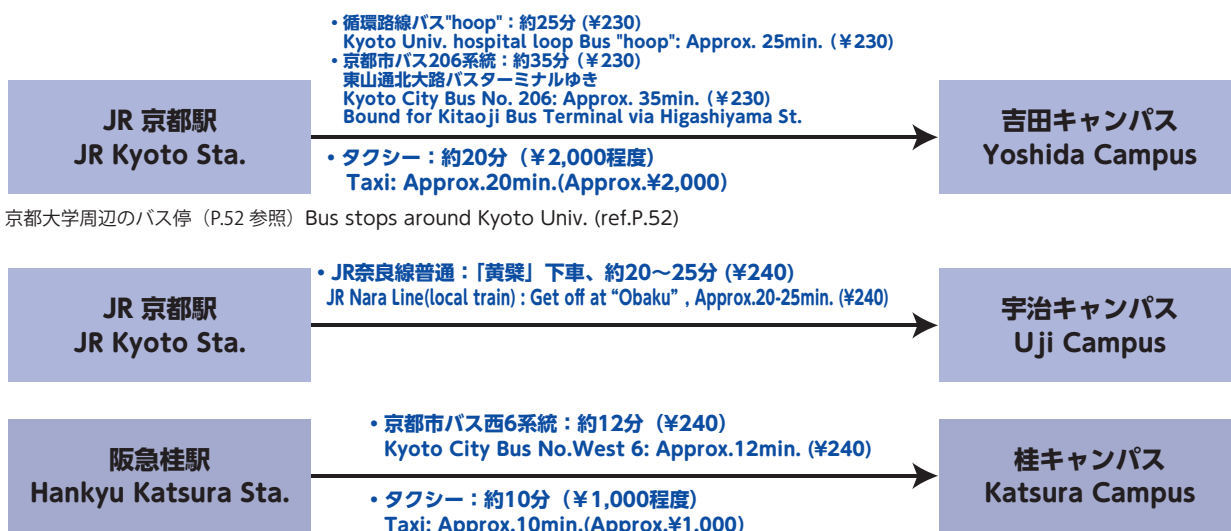 • 循環路線バス"hoop"：約25分 (¥230)
Kyoto Univ. hospital loop Bus "hoop": Approx. 25min. (￥230)
• 京都市バス206系統：約35分（¥230）
東山通北大路バスターミナルゆき
Kyoto City Bus No. 206: Approx. 35min. (￥230)
Bound for Kitaoji Bus Terminal via Higashiyama St.
JR 京都駅
JR Kyoto Sta.
吉田キャンパス
Yoshida Campus
• タクシー：約20分（￥2,000程度）
Taxi: Approx.20min.(Approx.¥2,000)
京都大学周辺のバス停（P.52 参照）Bus stops around Kyoto Univ. (ref.P.52)
• JR奈良線普通：「黄檗」下車、約20〜25分 (¥240)
JR Nara Line(local train) : Get off at “Obaku” , Approx.20-25min. (¥240)
JR 京都駅
JR Kyoto Sta.
宇治キャンパス
Uji Campus
• 京都市バス西6系統：約12分（¥240）
Kyoto City Bus No.West 6: Approx.12min. (¥240)
阪急桂駅
Hankyu Katsura Sta.
桂キャンパス
Katsura Campus
• タクシー：約10分（¥1,000程度）
Taxi: Approx.10min.(Approx.¥1,000)